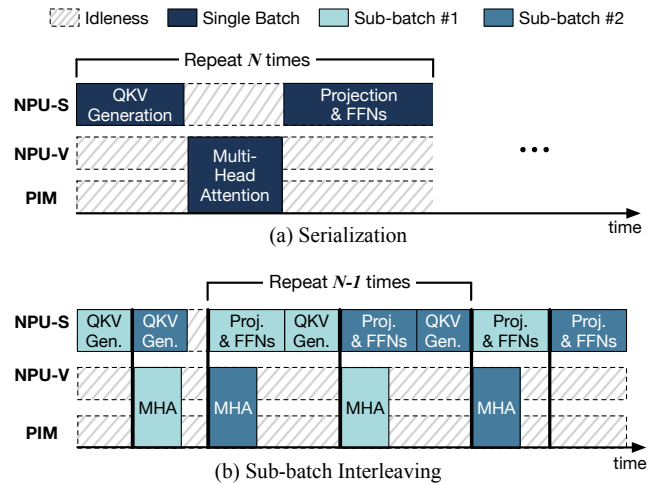 Idleness Single Batch Sub-batch #1 Sub-batch #2
Repeat N times
NPU-S
QKV
Generation
Projection
& FFNs
NPU-V
PIM
Multi-
Head
Attention
...
time
(a) Serialization
Repeat N-1 times
NPU-S
QKV
Gen.
QKV
Gen.
Proj.
& FFNs
QKV
Gen.
Proj.
& FFNs
QKV
Gen.
Proj.
& FFNs
Proj.
& FFNs
NPU-V
PIM
MHA
MHA
MHA
MHA
time
(b) Sub-batch Interleaving